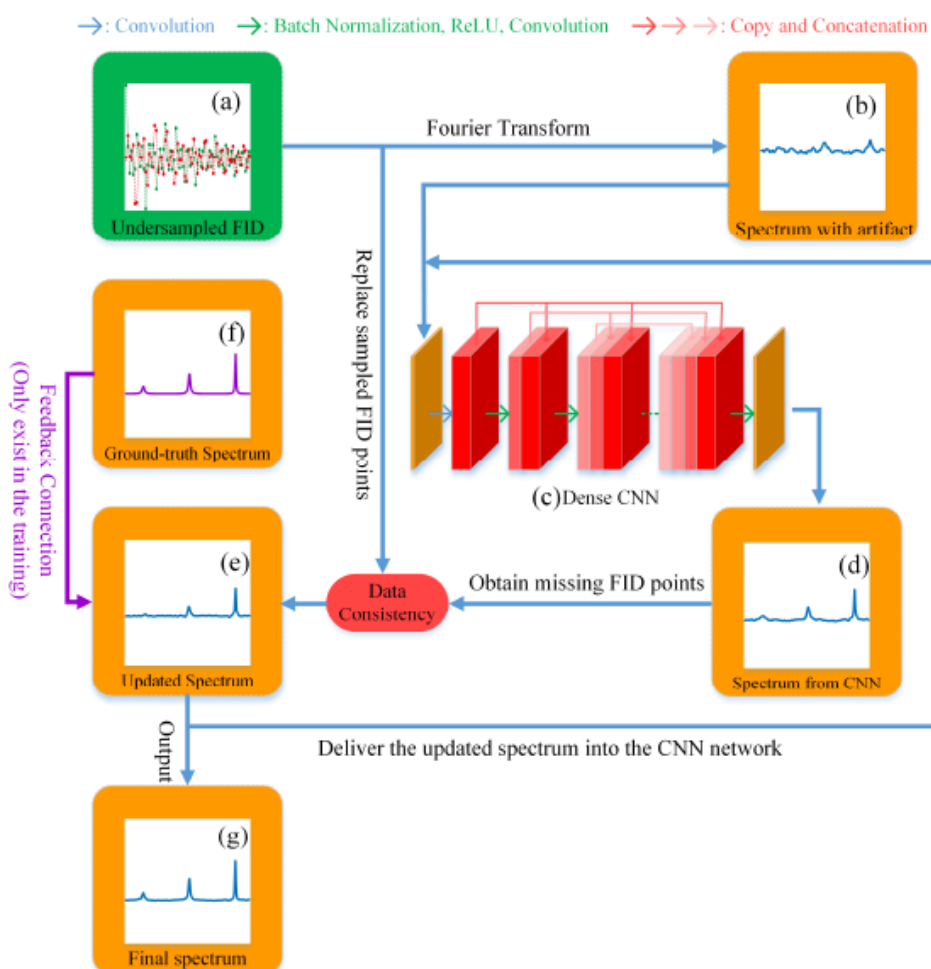 : Convolution
: Batch Normalization, ReLU, Convolution
: Copy and Concatenation
(a)
Undersampled FID
Fourier Transform
(b)
Spectrum with artifact
Replace sampled FID points
(f)
Ground-truth Spectrum
Feedback Connection
(Only exist in the training)
(c)Dense CNN
(e)
Updated Spectrum
Data
Consistency
Obtain missing FID points
(d)
Spectrum from CNN
Output
Deliver the updated spectrum into the CNN network
(g)
Final spectrum